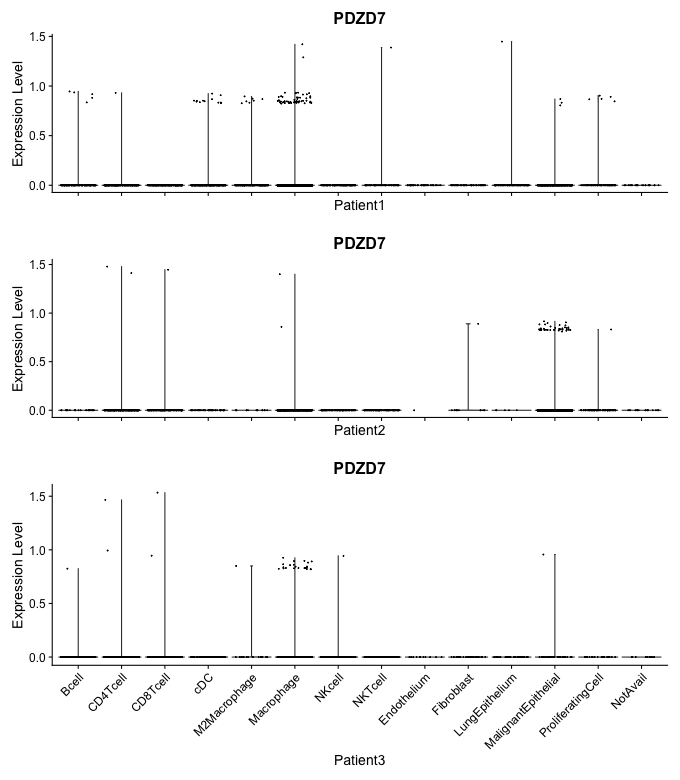 PDZD7
Expression Level
1.5
1.0
0.5
0.0
Patient1
PDZD7
Expression Level
1.5
1.0
0.5
0.0
Patient2
PDZD7
Expression Level
1.5
1.0
0.5
0.0
Bcell
CD4Tcell
CD8Tcell
cDC
M2Macrophage
Macrophage
NKcell
NKTcell
Endothelium
Fibroblast
LungEpithelium
MalignantEpithelial
ProliferatingCell
NotAvail
Patient3